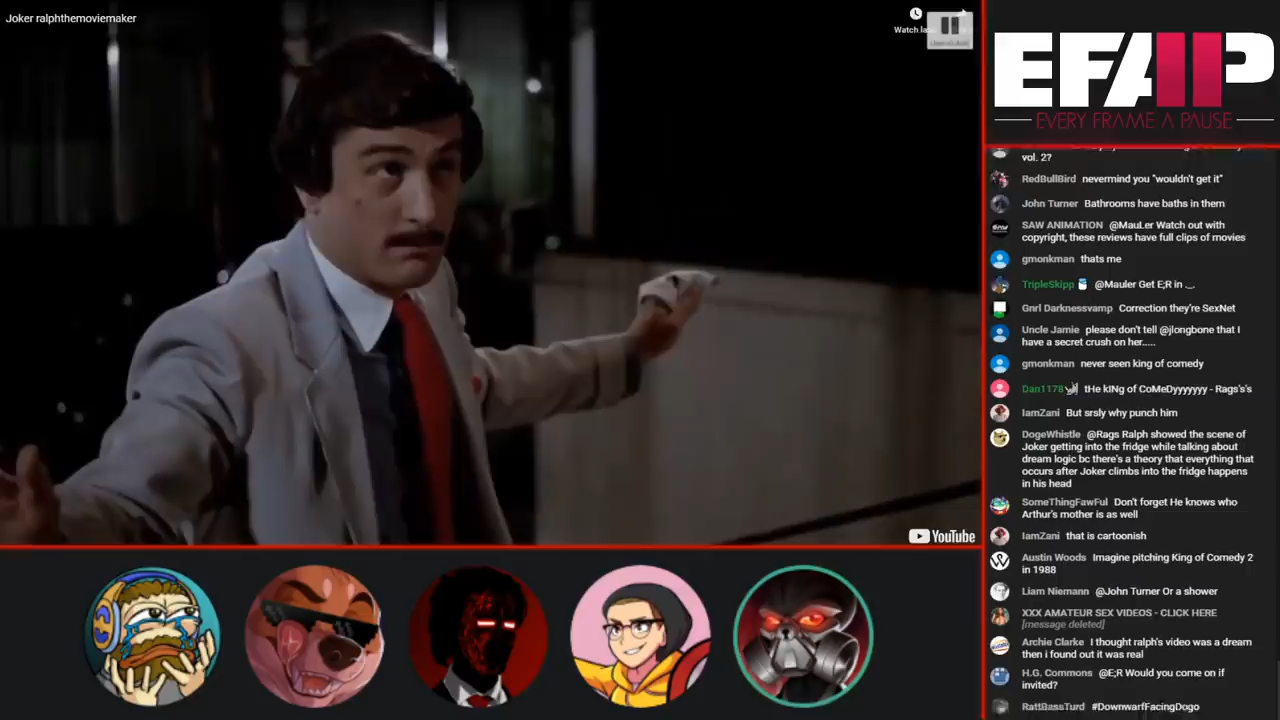 Joker ralphthemoviemaker
EFAP
EVERY FRAME A PAUSE
YouTube
vol. 2?
RedBullBird nevermind you "wouldn't get it"
John Turner Bathrooms have baths in them
SAW ANIMATION @MauLer Watch out with
copyright, these reviews have full clips of movies
gmonkman thats me
TripleSkipp @Mauler Get E;R in ._.
Gnrl Darknessvamp Correction they're SexNet
Uncle Jamie please don't tell @jlongbone that I
have a secret crush on her.....
gmonkman never seen king of comedy
Dan1178 tHe kINg of CoMeDyyyyyy - Rags's's
IamZani But srsly why punch him
DogeWhistle @Rags Ralph showed the scene of
Joker getting into the fridge while talking about
dream logic bc there's a theory that everything that
occurs after Joker climbs into the fridge happens
in his head
SomeThingFawFul Don't forget He knows who
Arthur's mother is as well
IamZani that is cartoonish
Austin Woods Imagine pitching King of Comedy 2
in 1988
Liam Niemann @John Turner Or a shower
XXX AMATEUR SEX VIDEOS - CLICK HERE
[message deleted]
Archie Clarke I thought ralph's video was a dream
then i found out it was real
H.G. Commons @E;R Would you come on if
invited?
RattBassTurd #DownwarfFacingDogo